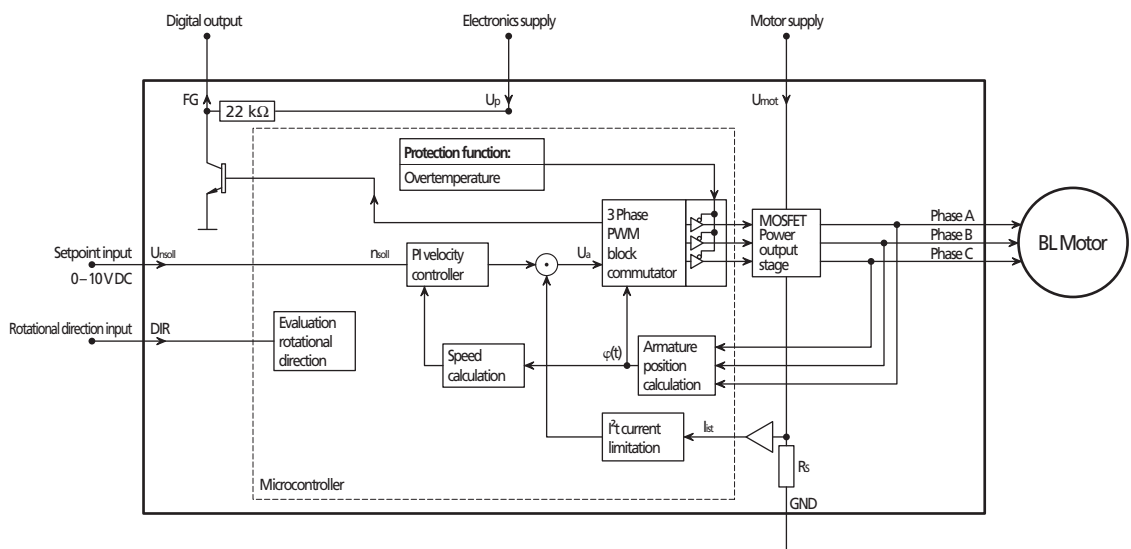 Digital output
Electronics supply
Motor supply
FG
22 kΩ
Up
Umot
Protection function:
Overtemperature
3 Phase
PWM
block
commutator
MOSFET
Power
output
stage
Phase A
Phase B
Phase C
BL Motor
Setpoint input
0–10 V DC
Unsoll
nsoll
PI velocity
controller
Ua
Rotational direction input
DIR
Evaluation
rotational
direction
Speed
calculation
φ(t)
Armature
position
calculation
I²t current
limitation
Iist
RS
Microcontroller
GND